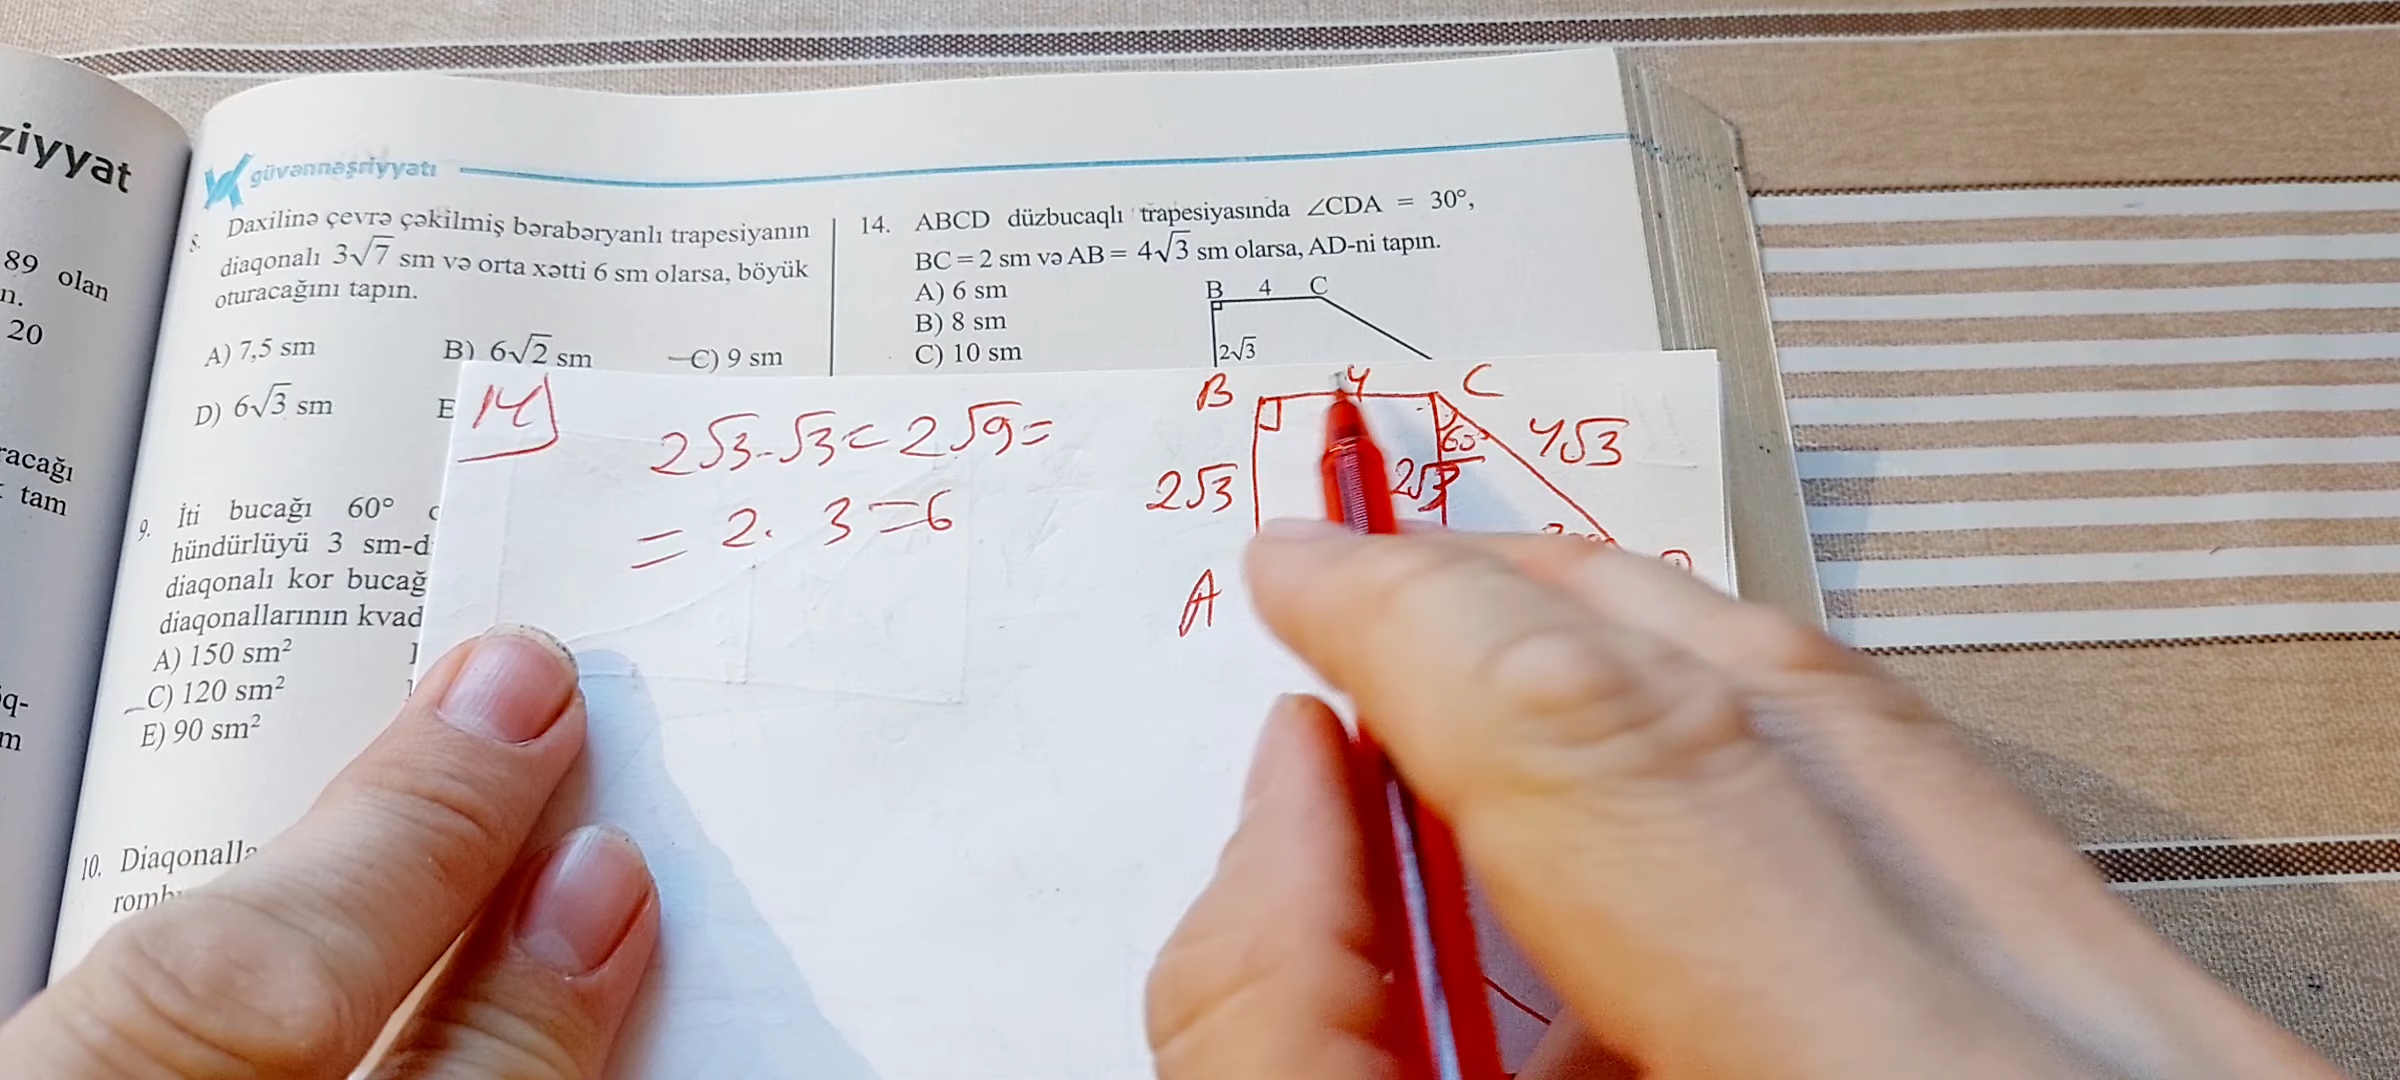 ziyyat
89 olan
n.
20
racağı
tam
m
güvənnəşriyyatı
8. Daxilinə çevrə çəkilmiş bərabəryanlı trapesiyanın
diaqonalı 3√7 sm və orta xətti 6 sm olarsa, böyük
oturacağını tapın.
A) 7,5 sm B) 6√2 sm C) 9 sm
D) 6√3 sm E
9. İti bucağı 60°
hündürlüyü 3 sm-d
diaqonalı kor bucağ
diaqonallarının kvad
A) 150 sm²
C) 120 sm²
E) 90 sm²
10. Diaqonalla
romb
14. ABCD düzbucaqlı trapesiyasında ∠CDA = 30°,
BC = 2 sm və AB = 4√3 sm olarsa, AD-ni tapın.
A) 6 sm
B) 8 sm
C) 10 sm
B 4 C
2√3
14)
2√3·√3 = 2√9 =
= 2. 3 = 6
B 4 C
60°
4√3
2√3 2√3
A